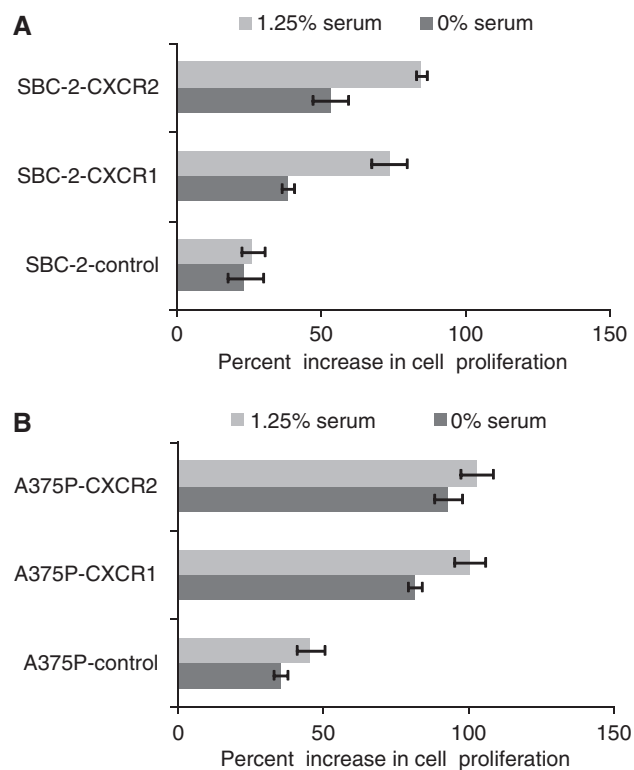 A
1.25% serum 0% serum
SBC-2-CXCR2
SBC-2-CXCR1
SBC-2-control
0 50 100 150
Percent increase in cell proliferation
B
1.25% serum 0% serum
A375P-CXCR2
A375P-CXCR1
A375P-control
0 50 100 150
Percent increase in cell proliferation